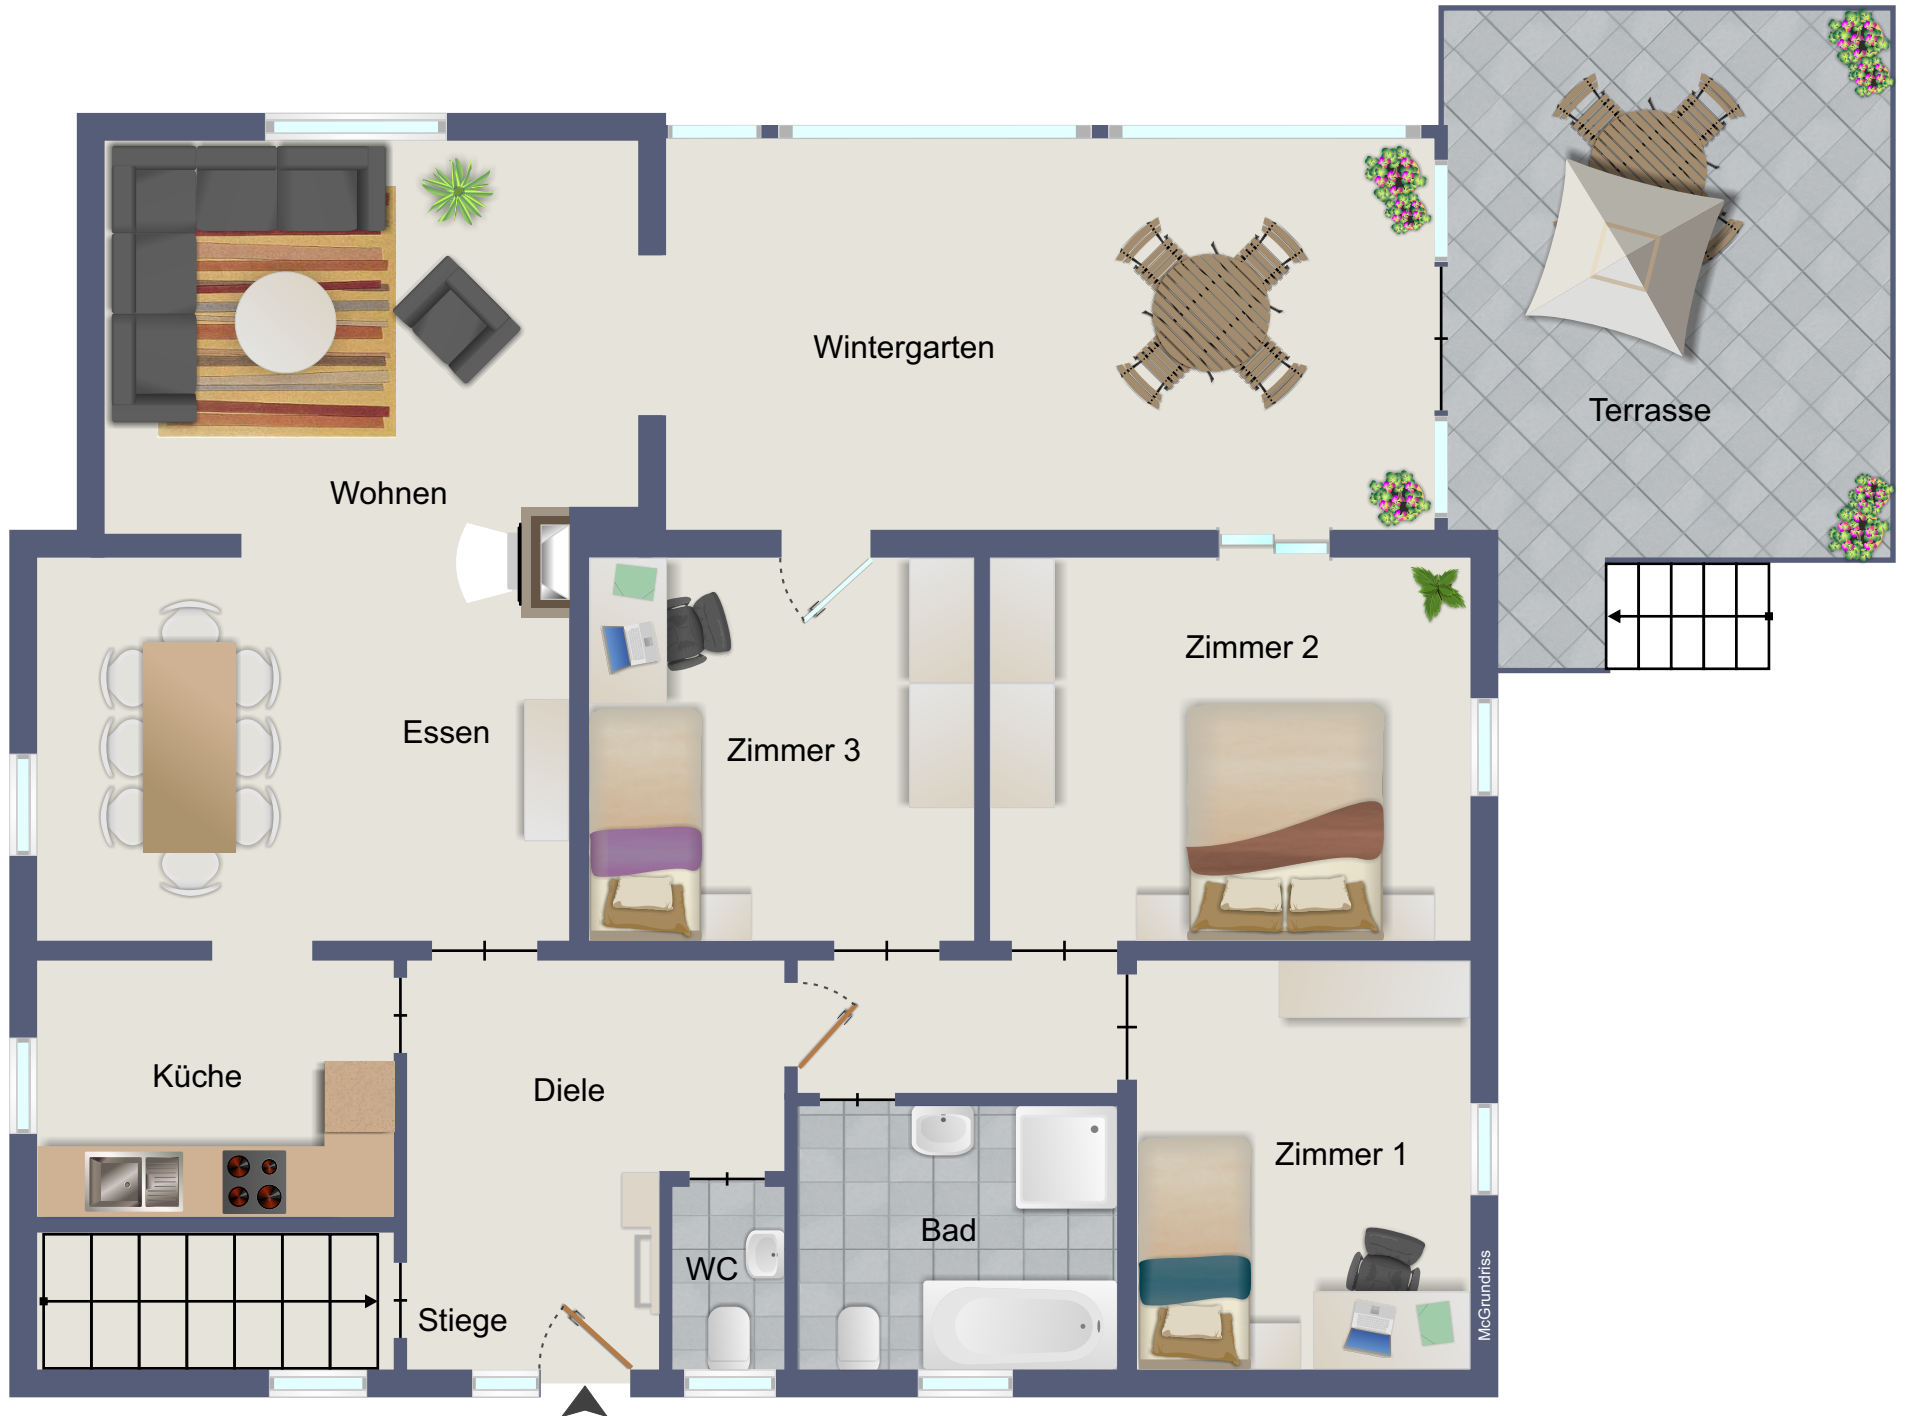 Wintergarten
Terrasse
Wohnen
Zimmer 2
Essen
Zimmer 3
Küche
Diele
Zimmer 1
Bad
WC
Stiege
McGrundriss